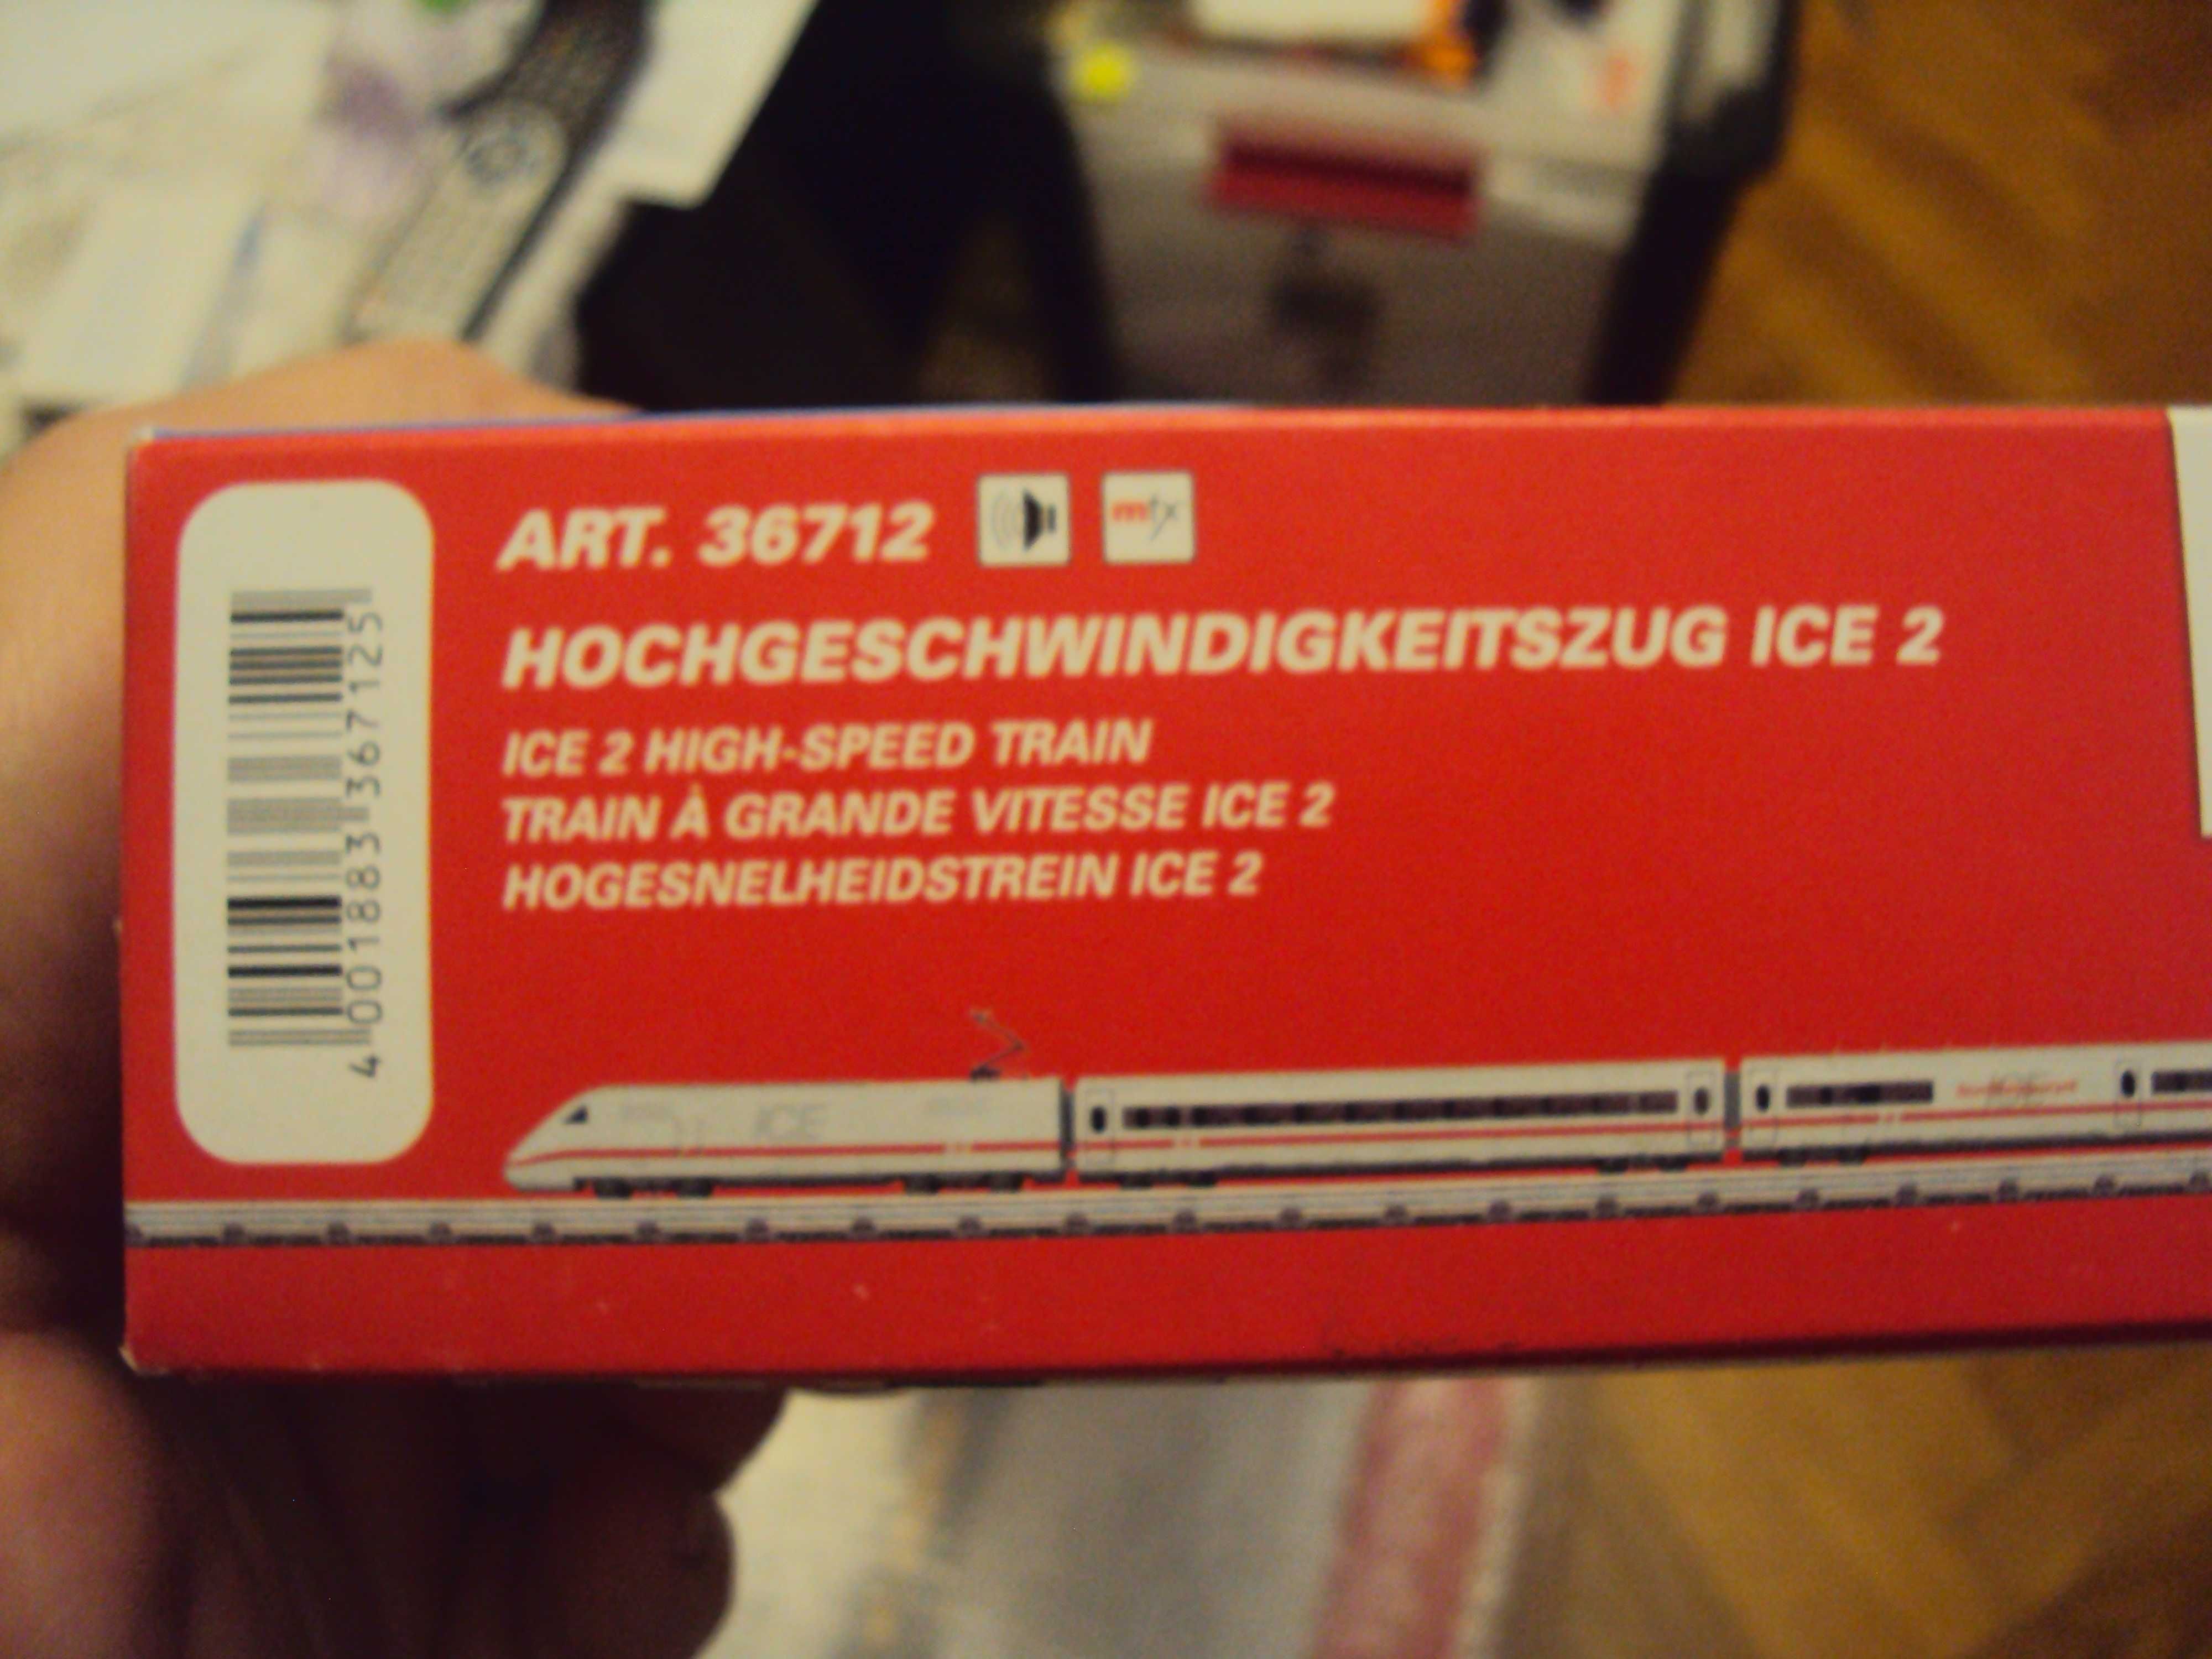 ART. 36712
mfx
HOCHGESCHWINDIGKEITSZUG ICE 2
ICE 2 HIGH-SPEED TRAIN
TRAIN À GRANDE VITESSE ICE 2
HOGESNELHEIDSTREIN ICE 2
4 001883 367125
ICE